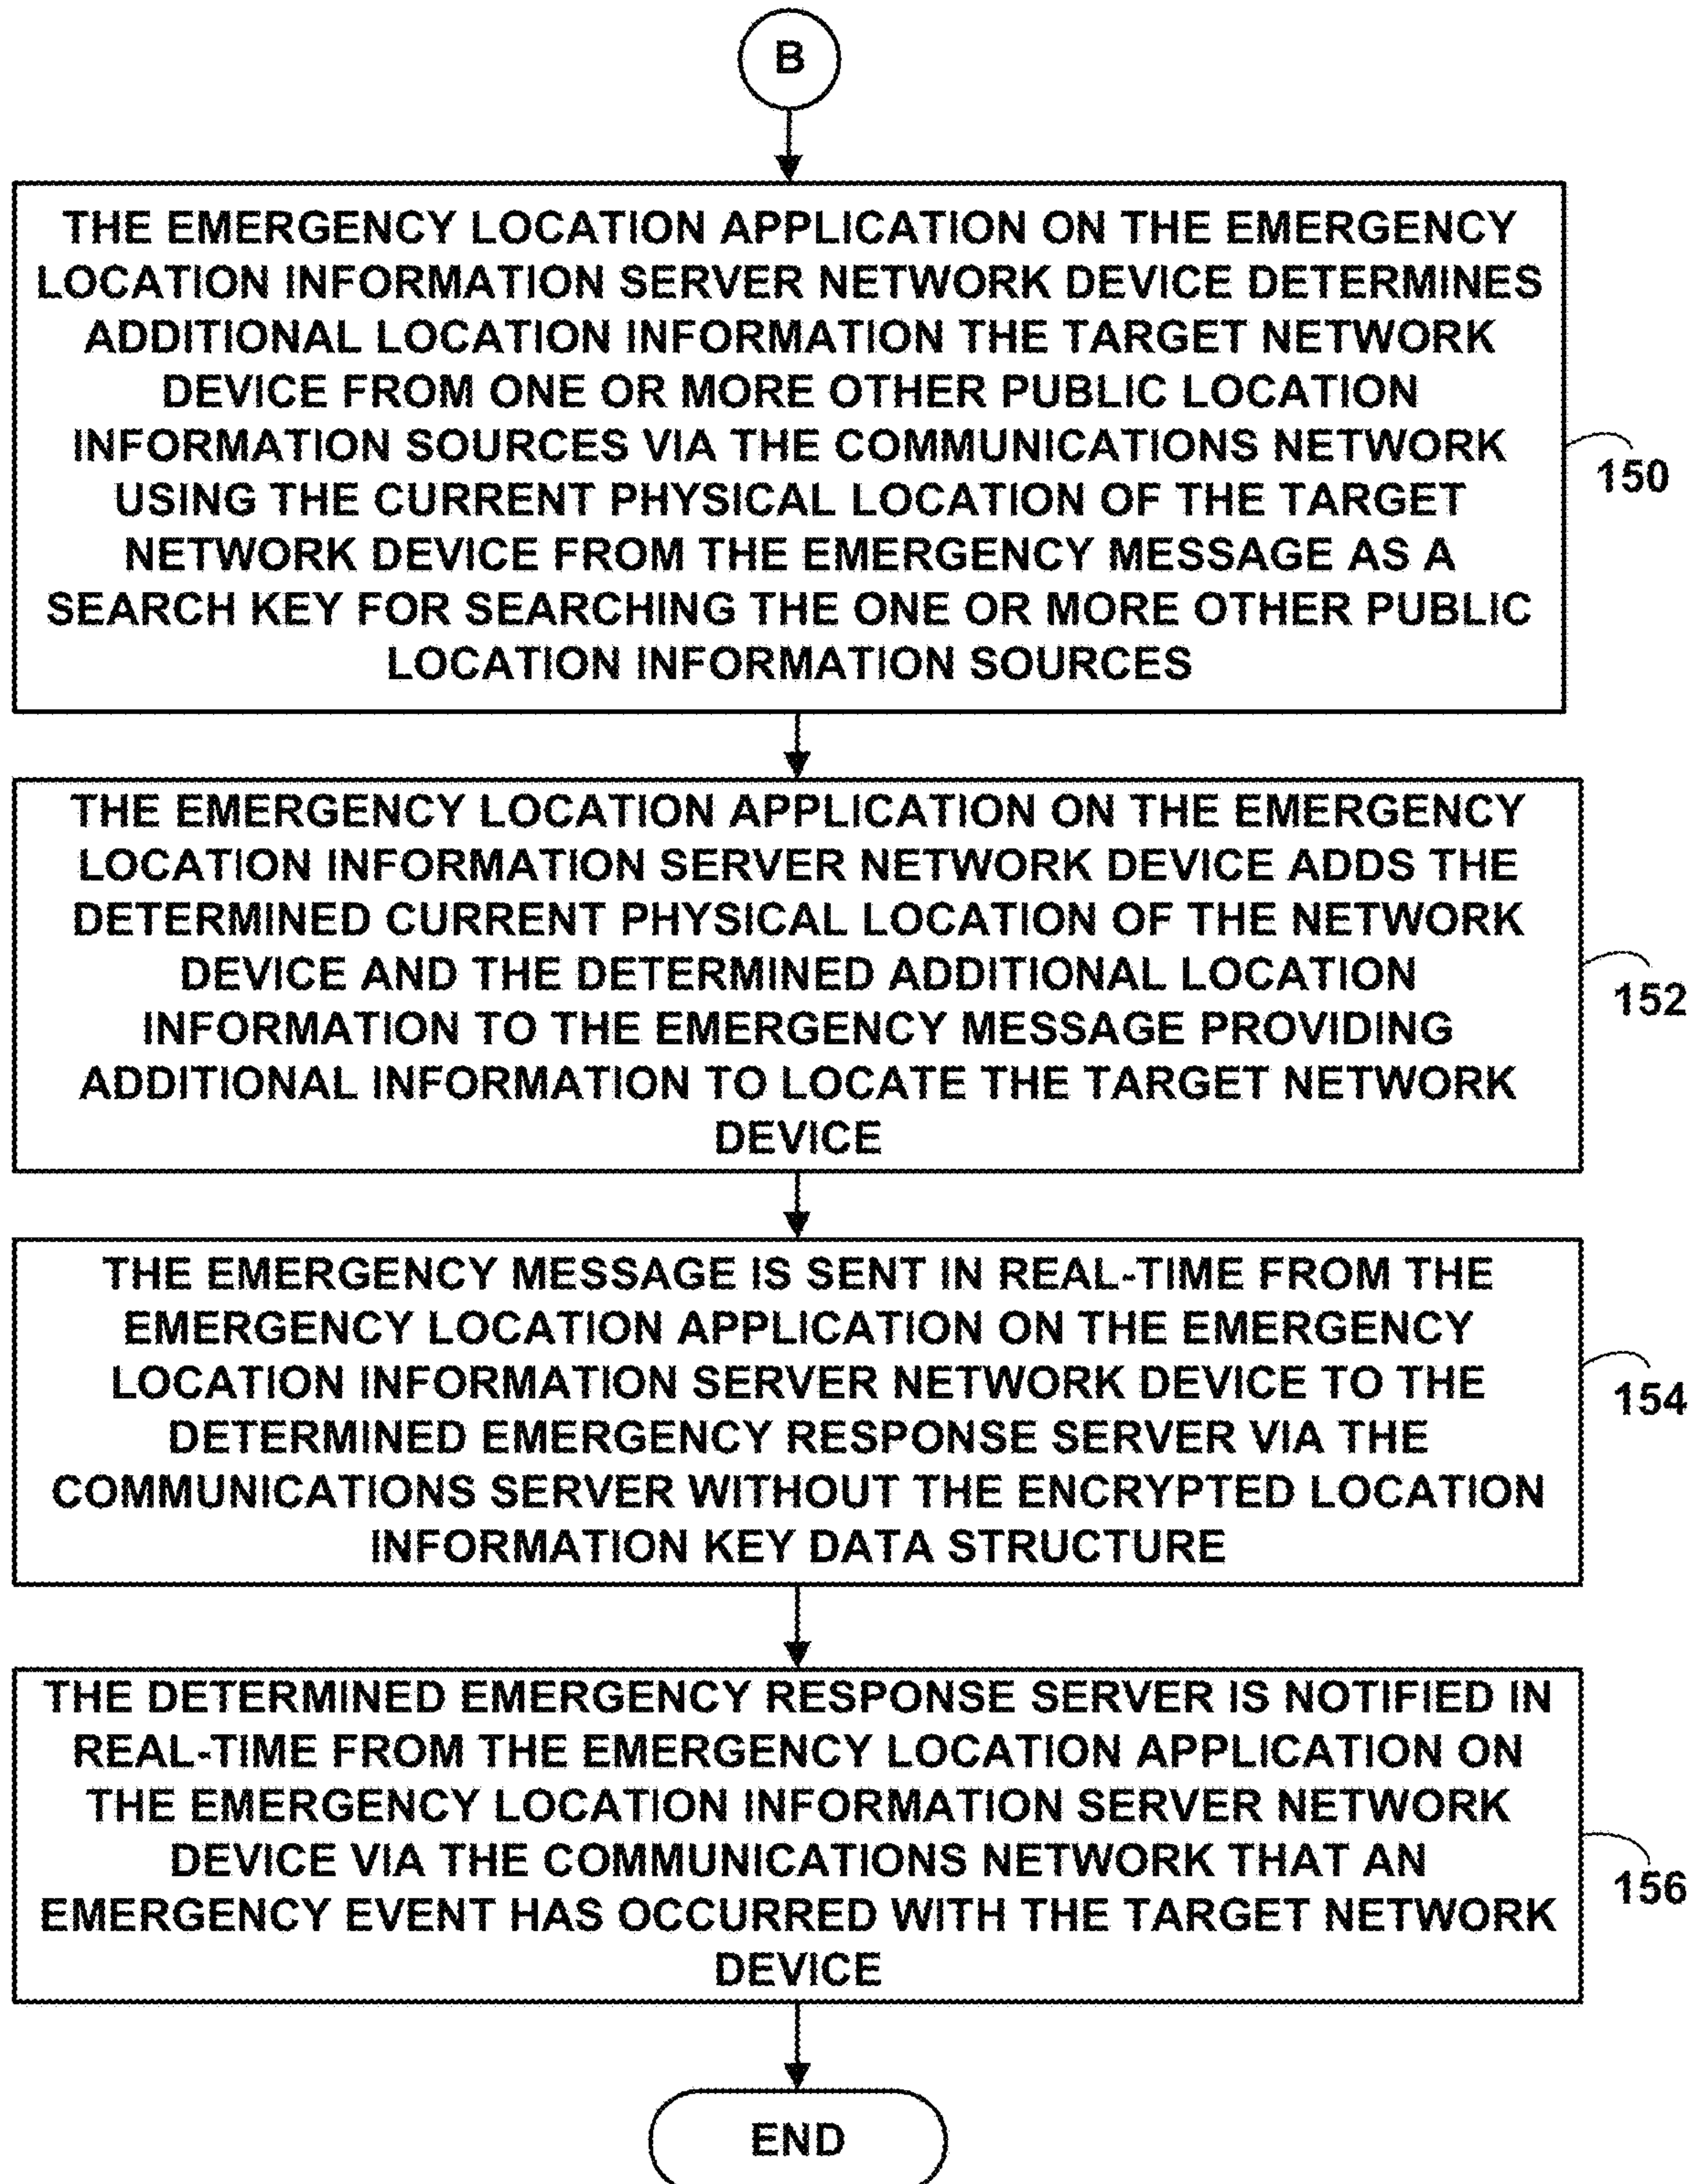 B
THE EMERGENCY LOCATION APPLICATION ON THE EMERGENCY
LOCATION INFORMATION SERVER NETWORK DEVICE DETERMINES
ADDITIONAL LOCATION INFORMATION THE TARGET NETWORK
DEVICE FROM ONE OR MORE OTHER PUBLIC LOCATION
INFORMATION SOURCES VIA THE COMMUNICATIONS NETWORK
USING THE CURRENT PHYSICAL LOCATION OF THE TARGET
NETWORK DEVICE FROM THE EMERGENCY MESSAGE AS A
SEARCH KEY FOR SEARCHING THE ONE OR MORE OTHER PUBLIC
LOCATION INFORMATION SOURCES
150
THE EMERGENCY LOCATION APPLICATION ON THE EMERGENCY
LOCATION INFORMATION SERVER NETWORK DEVICE ADDS THE
DETERMINED CURRENT PHYSICAL LOCATION OF THE NETWORK
DEVICE AND THE DETERMINED ADDITIONAL LOCATION
INFORMATION TO THE EMERGENCY MESSAGE PROVIDING
ADDITIONAL INFORMATION TO LOCATE THE TARGET NETWORK
DEVICE
152
THE EMERGENCY MESSAGE IS SENT IN REAL-TIME FROM THE
EMERGENCY LOCATION APPLICATION ON THE EMERGENCY
LOCATION INFORMATION SERVER NETWORK DEVICE TO THE
DETERMINED EMERGENCY RESPONSE SERVER VIA THE
COMMUNICATIONS SERVER WITHOUT THE ENCRYPTED LOCATION
INFORMATION KEY DATA STRUCTURE
154
THE DETERMINED EMERGENCY RESPONSE SERVER IS NOTIFIED IN
REAL-TIME FROM THE EMERGENCY LOCATION APPLICATION ON
THE EMERGENCY LOCATION INFORMATION SERVER NETWORK
DEVICE VIA THE COMMUNICATIONS NETWORK THAT AN
EMERGENCY EVENT HAS OCCURRED WITH THE TARGET NETWORK
DEVICE
156
END